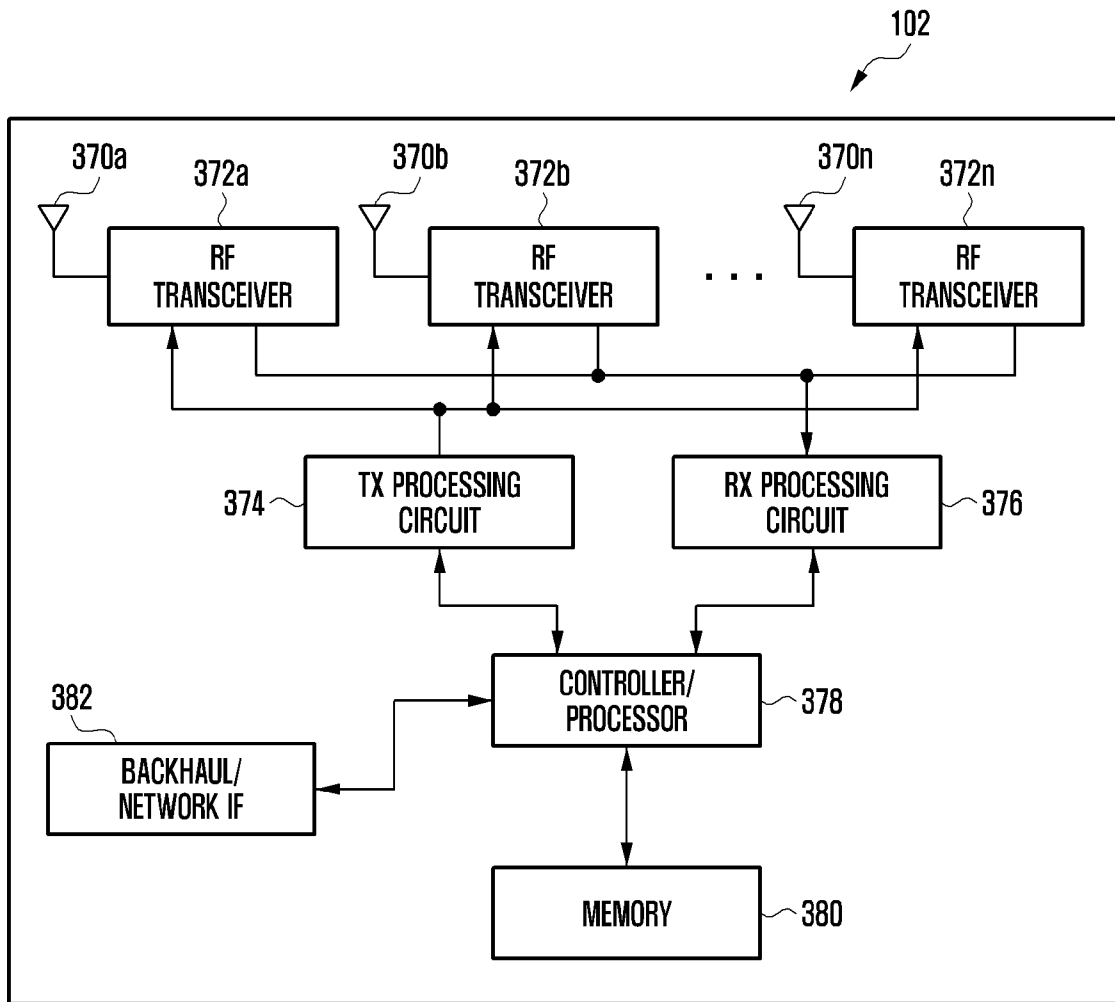 102
370a
372a
370b
372b
370n
372n
RF
TRANSCEIVER
RF
TRANSCEIVER
. . .
RF
TRANSCEIVER
374
TX PROCESSING
CIRCUIT
RX PROCESSING
CIRCUIT
376
382
CONTROLLER/
PROCESSOR
378
BACKHAUL/
NETWORK IF
MEMORY
380